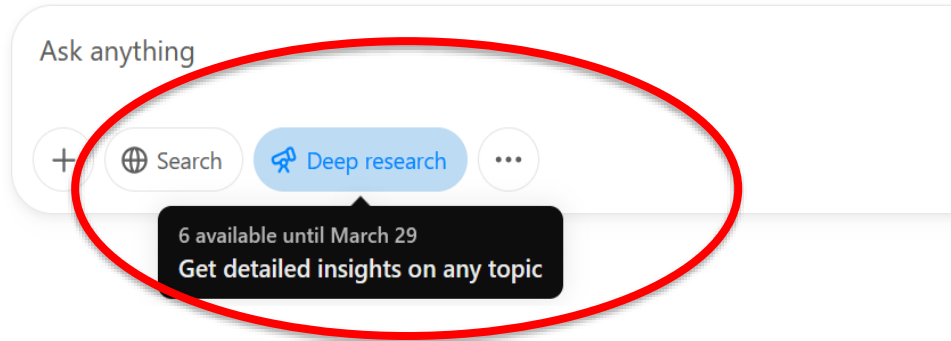 Ask anything
Search Deep research
6 available until March 29
Get detailed insights on any topic